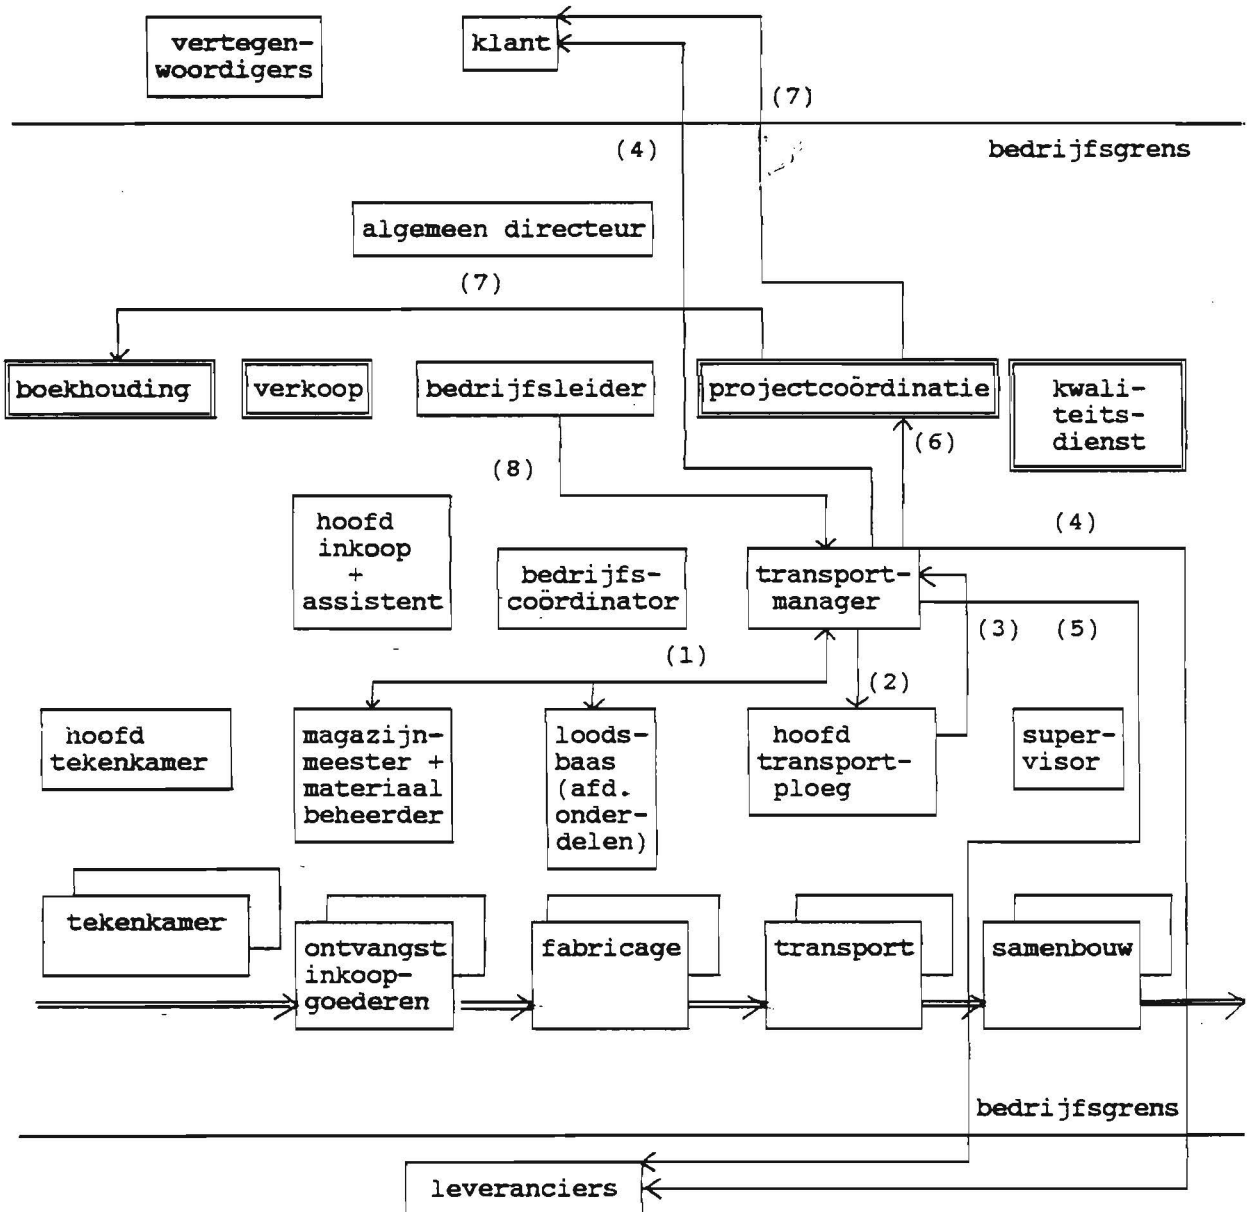 vertegen-
woordigers
klant
(7)
(4)
bedrijfsgrens
algemeen directeur
(7)
boekhouding
verkoop
bedrijfsleider
projectcoördinatie
kwali-
teits-
dienst
(6)
(8)
hoofd
inkoop
+
assistent
bedrijfs-
coördinator
transport-
manager
(4)
(3)
(5)
(1)
(2)
hoofd
tekenkamer
magazijn-
meester +
materiaal
beheerder
loods-
baas
(afd.
onder-
delen)
hoofd
transport-
ploeg
super-
visor
tekenkamer
ontvangst
inkoop-
goederen
fabricage
transport
samenbouw
bedrijfsgrens
leveranciers